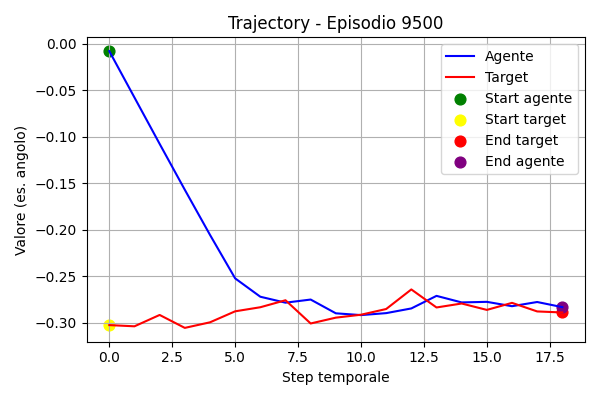 Trajectory - Episodio 9500
Valore (es. angolo)
0.00
−0.05
−0.10
−0.15
−0.20
−0.25
−0.30
Agente
Target
Start agente
Start target
End target
End agente
0.0 2.5 5.0 7.5 10.0 12.5 15.0 17.5
Step temporale